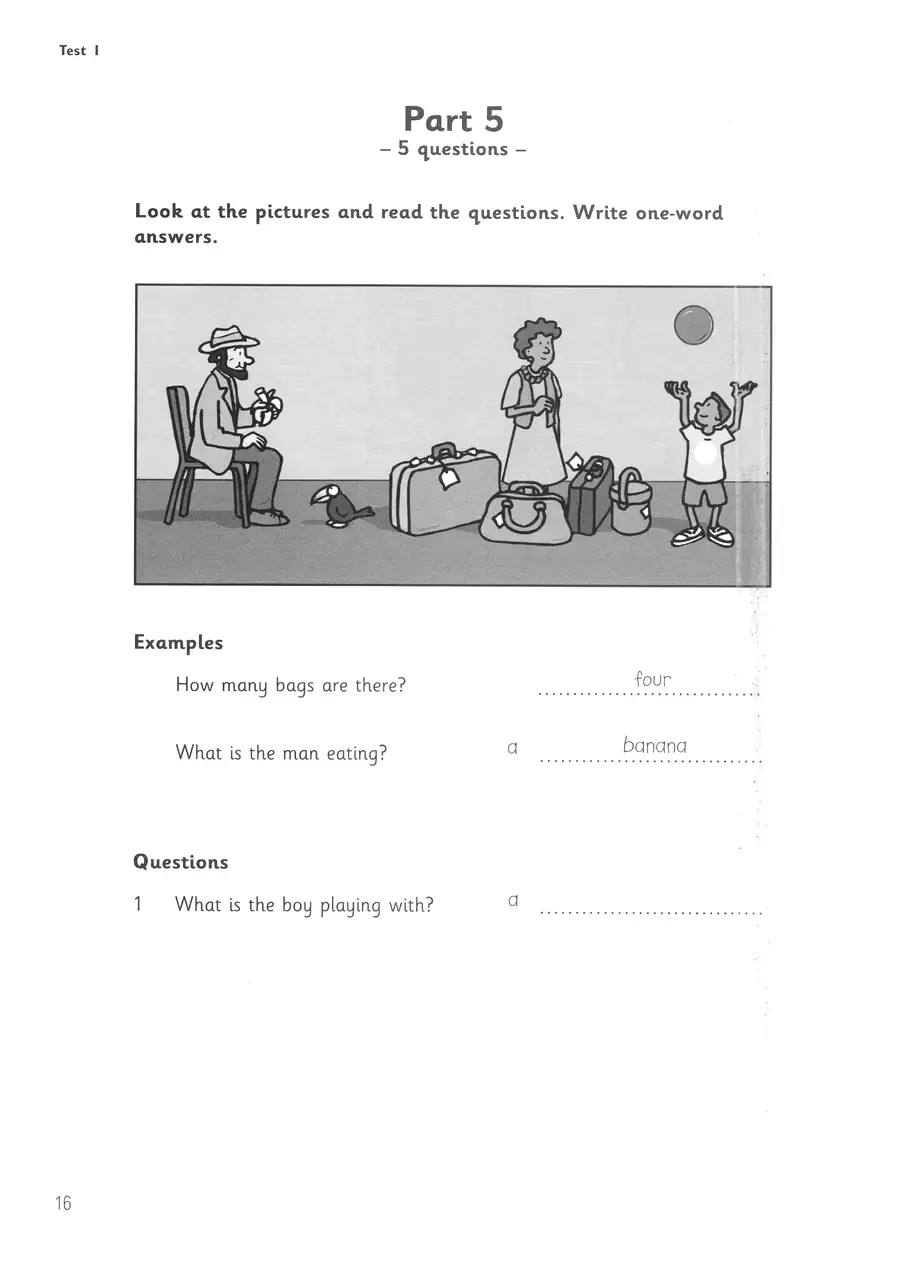 Test 1
Part 5
– 5 questions –
Look at the pictures and read the questions. Write one-word
answers.
Examples
How many bags are there? four
What is the man eating? a banana
Questions
1 What is the boy playing with? a
16